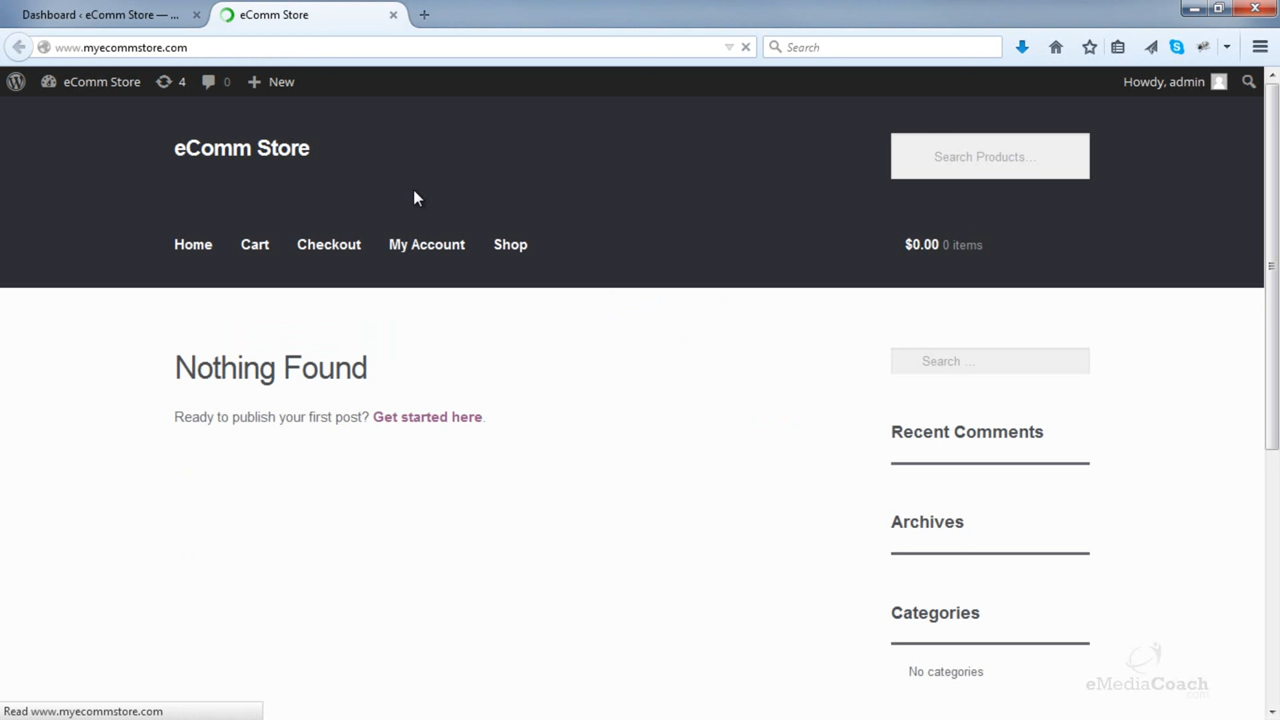 Dashboard ‹ eComm Store — ...
eComm Store
www.myecommstore.com
Search
eComm Store
4
0
New
Howdy, admin
eComm Store
Search Products...
Home
Cart
Checkout
My Account
Shop
$0.00 0 items
Nothing Found
Search ...
Ready to publish your first post? Get started here.
Recent Comments
Archives
Categories
No categories
eMediaCoach
.com
Read www.myecommstore.com